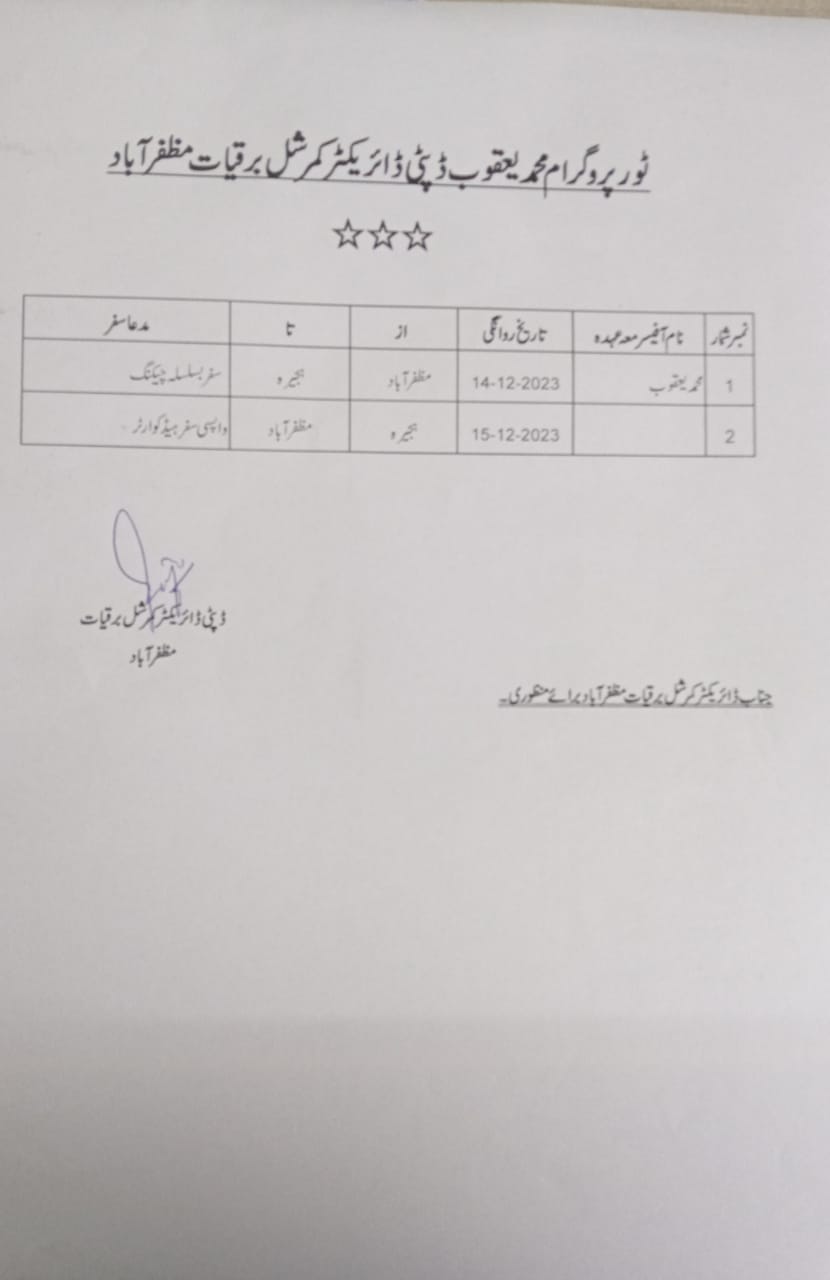 ٹور پروگرام محمد یعقوب ڈپٹی ڈائریکٹر کمرشل برقیات مظفرآباد
☆☆☆
نمبر شمار نام آفیسر معہ عہدہ تاریخ روانگی از تا مدعا سفر
1 محمد یعقوب 14-12-2023 مظفرآباد ہجیرہ سفر بسلسلہ چیکنگ
2 15-12-2023 ہجیرہ مظفرآباد واپسی سفر ہیڈ کوارٹر۔
ڈپٹی ڈائریکٹر کمرشل برقیات
مظفرآباد
جناب ڈائریکٹر کمرشل برقیات مظفرآباد برائے منظوری۔